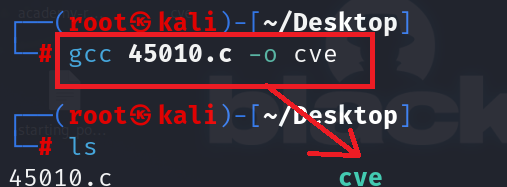 ┌──(root㉿kali)-[~/Desktop]
└─# gcc 45010.c -o cve
┌──(root㉿kali)-[~/Desktop]
└─# ls
45010.c cve